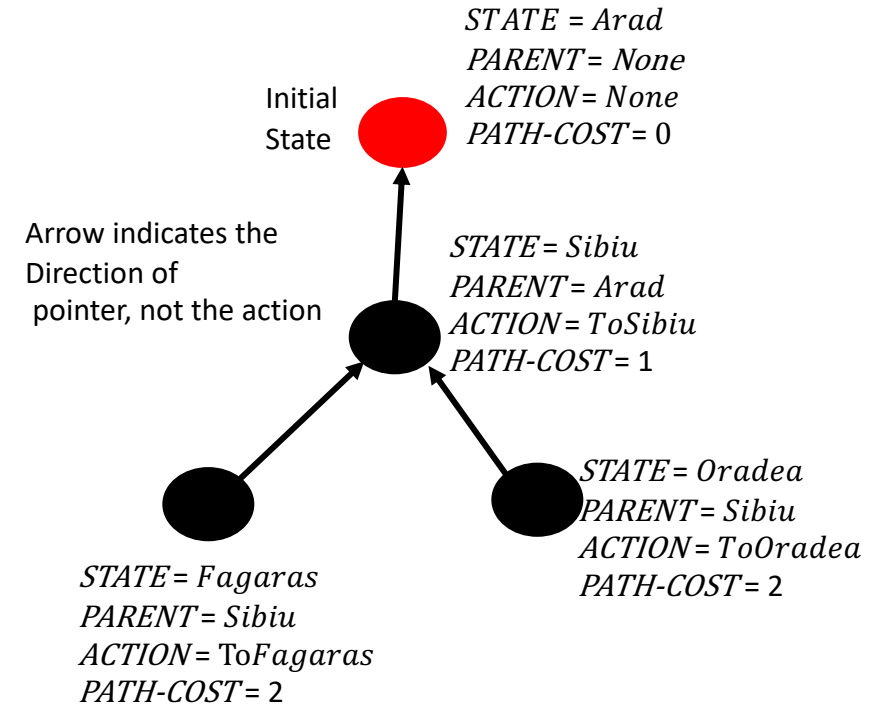 STATE = Arad
PARENT = None
ACTION = None
PATH-COST = 0
Initial
State
Arrow indicates the
Direction of
pointer, not the action
STATE = Sibiu
PARENT = Arad
ACTION = ToSibiu
PATH-COST = 1
STATE = Oradea
PARENT = Sibiu
ACTION = ToOradea
PATH-COST = 2
STATE = Fagaras
PARENT = Sibiu
ACTION = ToFagaras
PATH-COST = 2